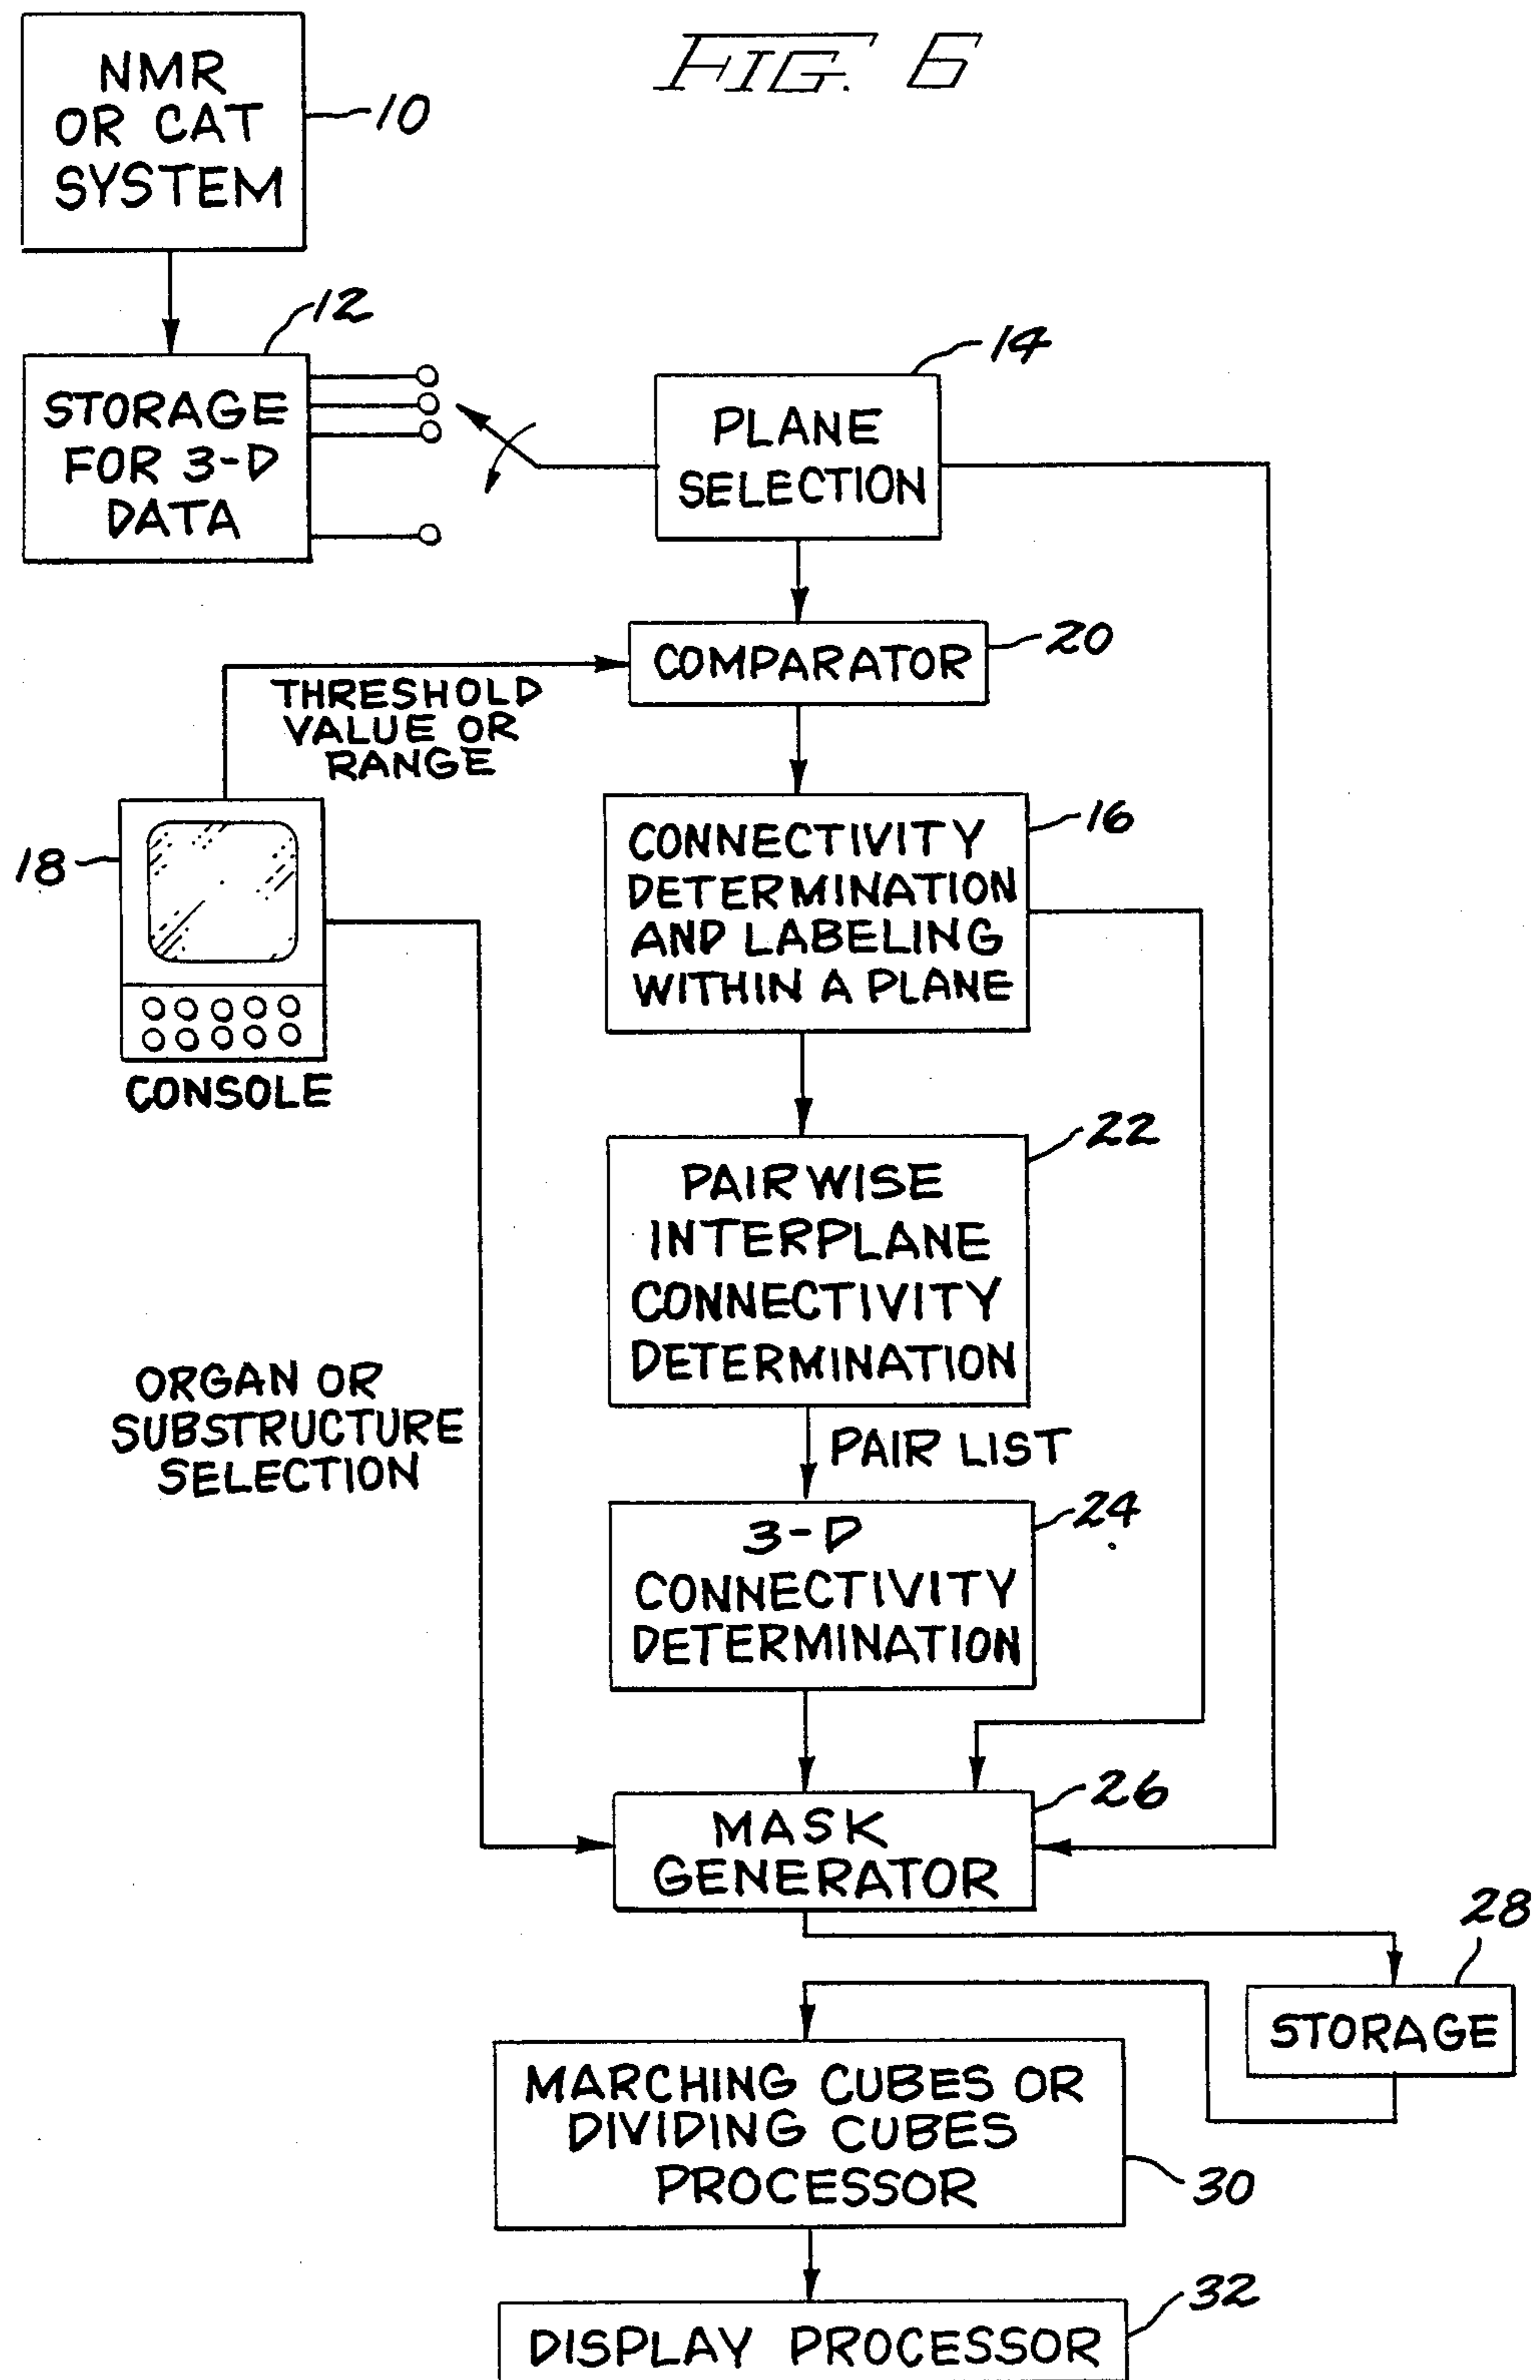 FIG. 6
NMR
OR CAT
SYSTEM
10
12
STORAGE
FOR 3-D
DATA
14
PLANE
SELECTION
20
COMPARATOR
THRESHOLD
VALUE OR
RANGE
18
CONSOLE
16
CONNECTIVITY
DETERMINATION
AND LABELING
WITHIN A PLANE
22
PAIRWISE
INTERPLANE
CONNECTIVITY
DETERMINATION
ORGAN OR
SUBSTRUCTURE
SELECTION
PAIR LIST
24
3-D
CONNECTIVITY
DETERMINATION
26
MASK
GENERATOR
28
STORAGE
MARCHING CUBES OR
DIVIDING CUBES
PROCESSOR
30
32
DISPLAY PROCESSOR